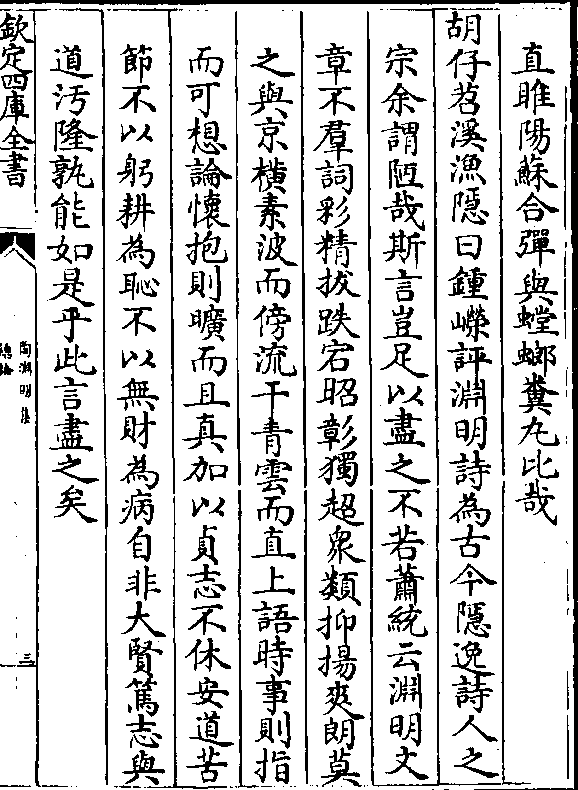 直睢陽蘇合彈與螳蜋糞丸比哉
胡仔苕溪漁隠曰鍾嶸評淵明詩為古今隠逸詩人之
宗余謂陋哉斯言豈足以盡之不若蕭統云淵明文
章不羣詞彩精拔跌宕昭彰獨超衆類抑揚爽朗莫
之與京横素波而傍流干青雲而直上語時事則指
而可想論懷抱則曠而且真加以貞志不休安道苦
節不以躬耕為恥不以無財為病自非大賢篤志與
道汚隆孰能如是乎此言盡之矣
欽定四庫全書
陶淵明集
總論
三